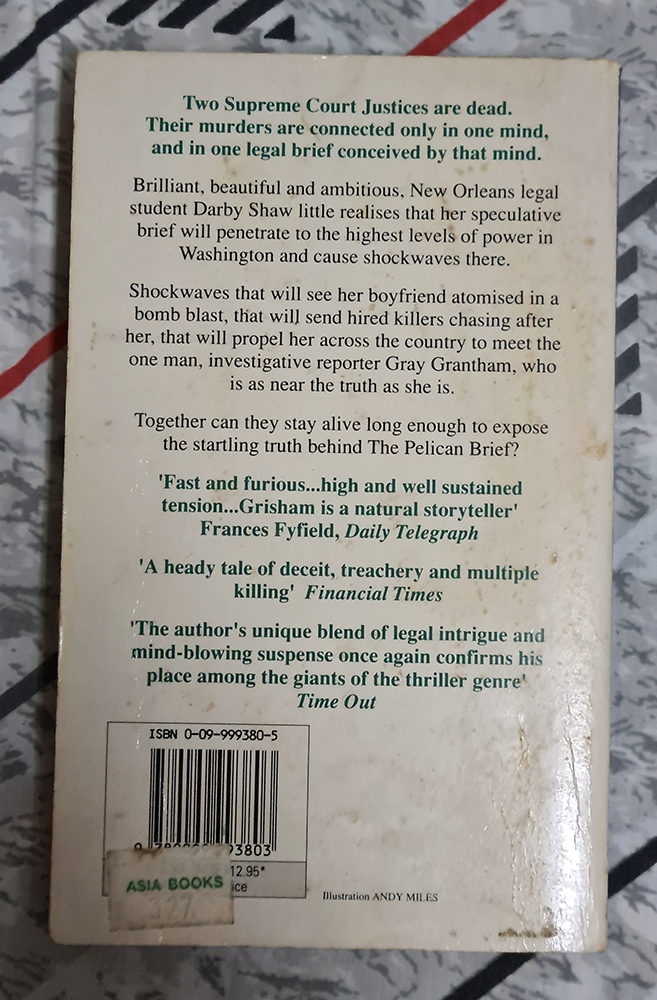 Two Supreme Court Justices are dead.
Their murders are connected only in one mind,
and in one legal brief conceived by that mind.
Brilliant, beautiful and ambitious, New Orleans legal
student Darby Shaw little realises that her speculative
brief will penetrate to the highest levels of power in
Washington and cause shockwaves there.
Shockwaves that will see her boyfriend atomised in a
bomb blast, that will send hired killers chasing after
her, that will propel her across the country to meet the
one man, investigative reporter Gray Grantham, who
is as near the truth as she is.
Together can they stay alive long enough to expose
the startling truth behind The Pelican Brief?
'Fast and furious...high and well sustained
tension...Grisham is a natural storyteller'
Frances Fyfield, Daily Telegraph
'A heady tale of deceit, treachery and multiple
killing' Financial Times
'The author's unique blend of legal intrigue and
mind-blowing suspense once again confirms his
place among the giants of the thriller genre'
Time Out
ISBN 0-09-999380-5
93803
12.95*
ice
ASIA BOOKS
Illustration ANDY MILES